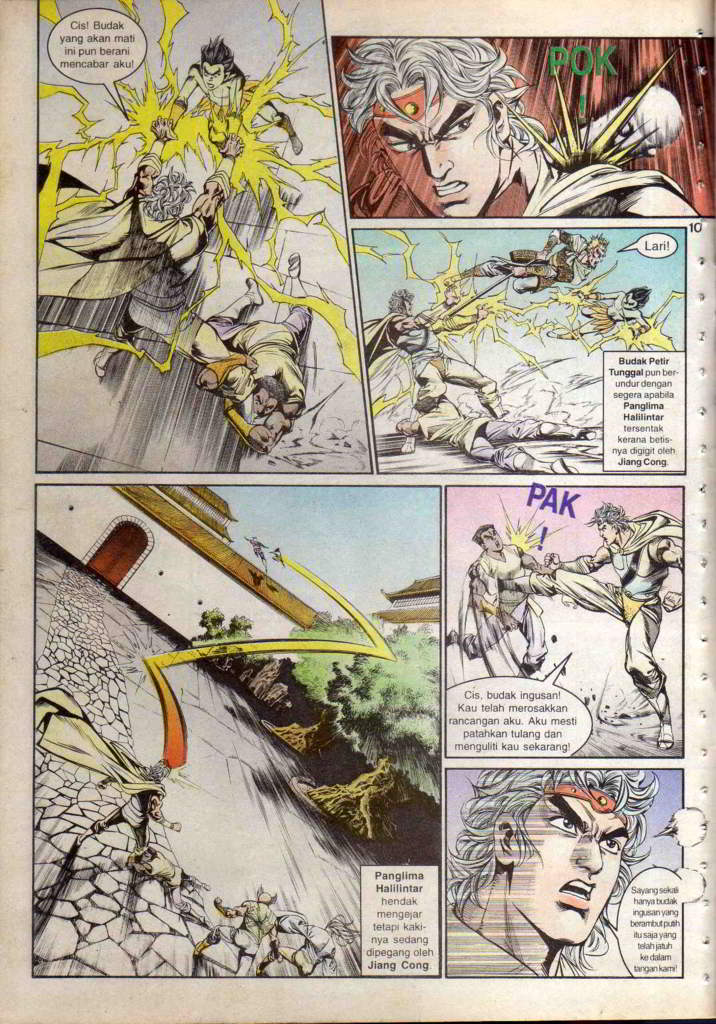 Cis! Budak
yang akan mati
ini pun berani
mencabar aku!
POK
!
10
Lari!
Budak Petir
Tunggal pun ber-
undur dengan
segera apabila
Panglima
Halilintar
tersentak
kerana betis-
nya digigit oleh
Jiang Cong.
PAK
!
Cis, budak ingusan!
Kau telah merosakkan
rancangan aku. Aku mesti
patahkan tulang dan
menguliti kau sekarang!
Panglima
Halilintar
hendak
mengejar
tetapi kaki-
nya sedang
dipegang oleh
Jiang Cong.
Sayang sekali
hanya budak
ingusan yang
berambut putih
itu saja yang
telah jatuh
ke dalam
tangan kami!